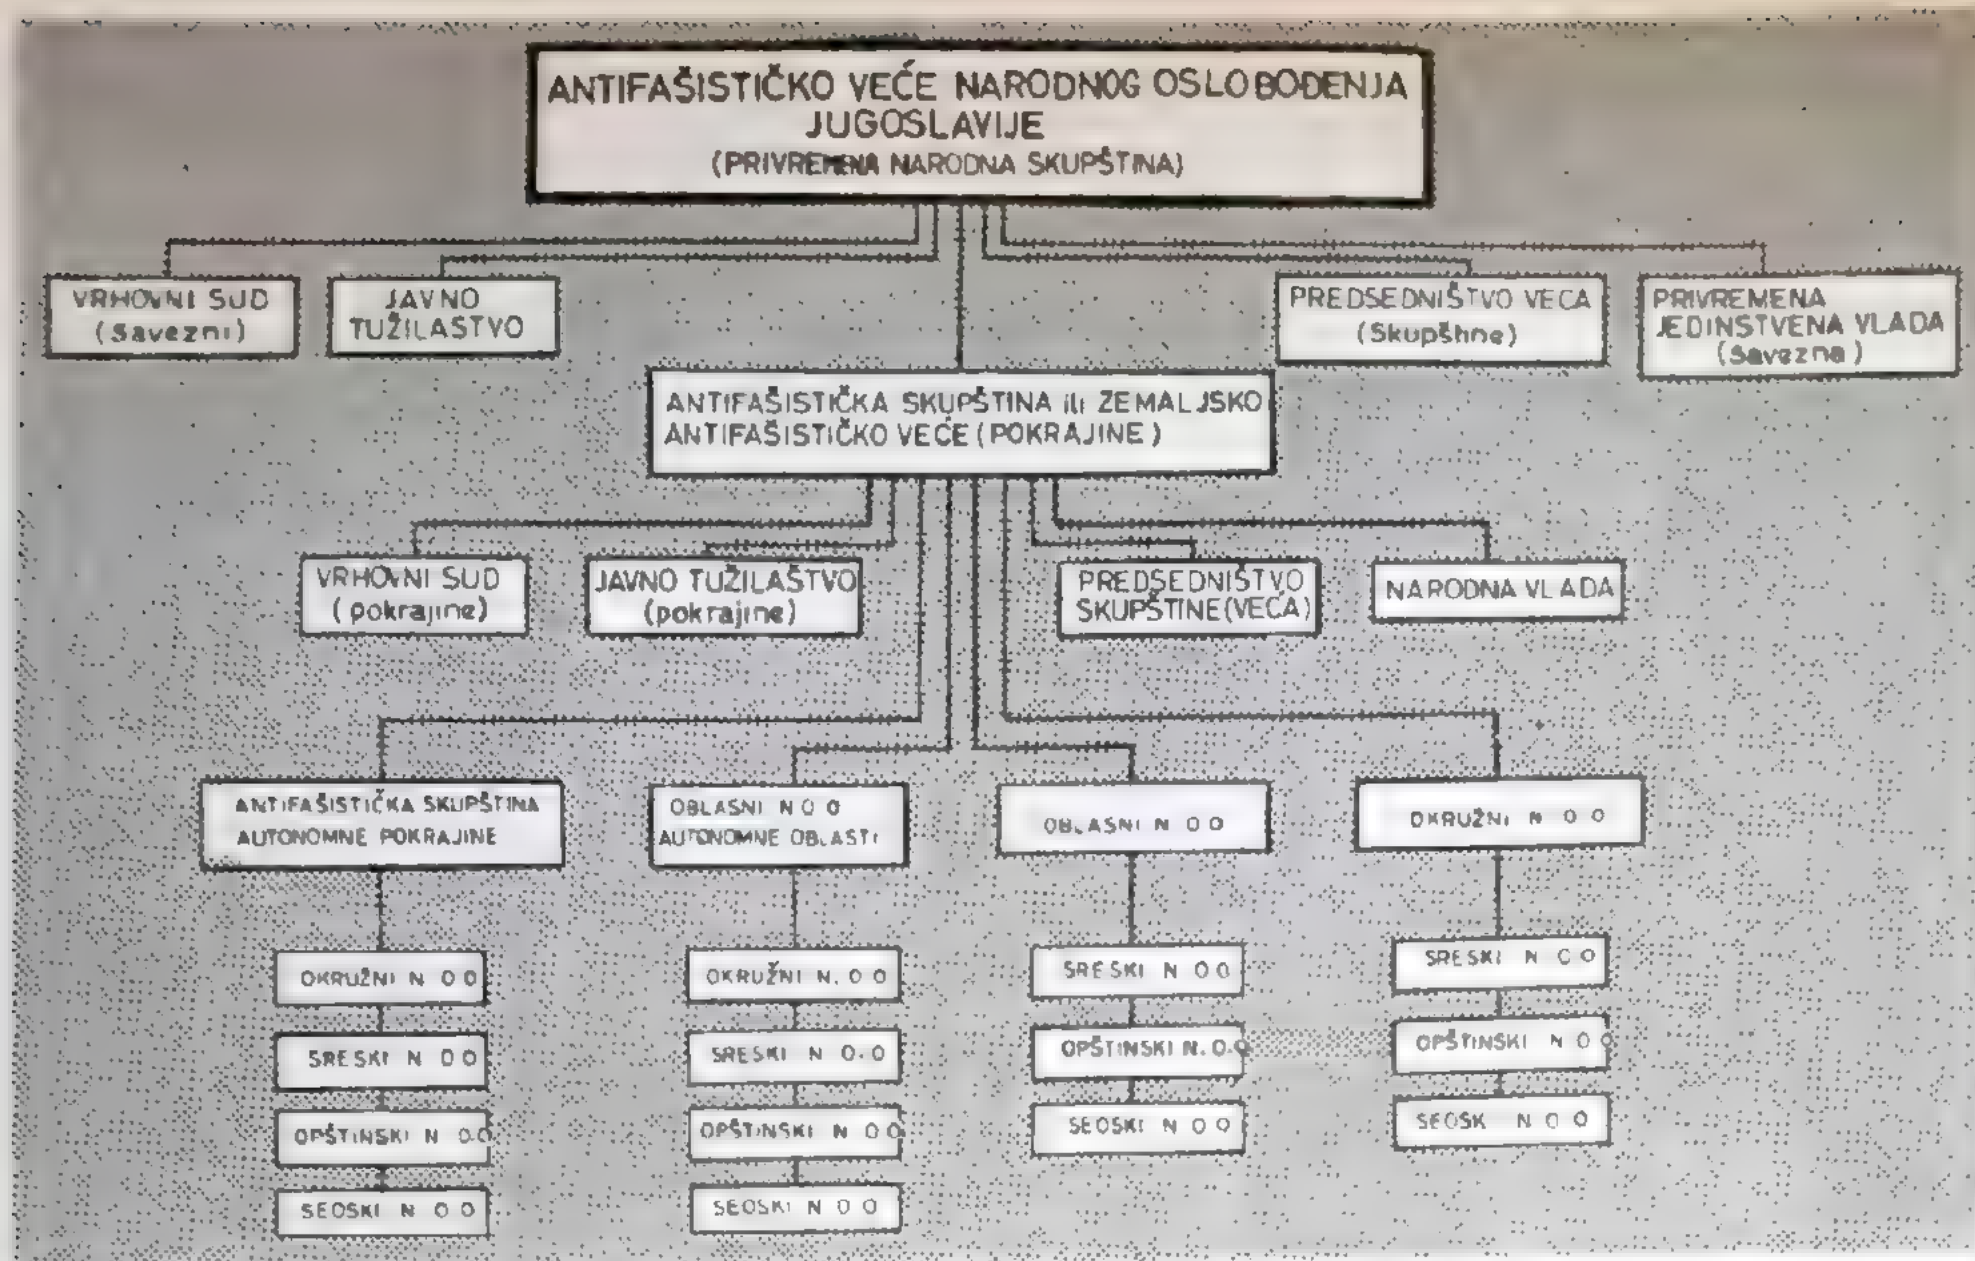 ANTIFAŠISTIČKO VEĆE NARODNOG OSLOBOĐENJA
JUGOSLAVIJE
(PRIVREMENA NARODNA SKUPŠTINA)
VRHOVNI SUD
(Savezni)
JAVNO
TUŽILASTVO
PREDSEDNIŠTVO VECA
(Skupštine)
PRIVREMENA
JEDINSTVENA VLADA
(Savezna)
ANTIFAŠISTIČKA SKUPŠTINA ili ZEMALJSKO
ANTIFAŠISTIČKO VEĆE (POKRAJINE)
VRHOVNI SUD
(pokrajine)
JAVNO TUŽILAŠTVO
(pokrajine)
PREDSEDNIŠTVO
SKUPŠTINE (VEĆA)
NARODNA VLADA
ANTIFAŠISTIČKA SKUPŠTINA
AUTONOMNE POKRAJINE
OBLASNI N O O
AUTONOMNE OBLASTI
OBLASNI N O O
OKRUŽNI N O O
OKRUŽNI N O O
OKRUŽNI N. O O
SRESKI N O O
SRESKI N O O
SRESKI N O O
SRESKI N O.O
OPŠTINSKI N. O.O
OPŠTINSKI N O O
OPŠTINSKI N O.O
OPŠTINSKI N O O
SEOSKI N O O
SEOSK N O O
SEOSKI N O O
SEOSKI N O O